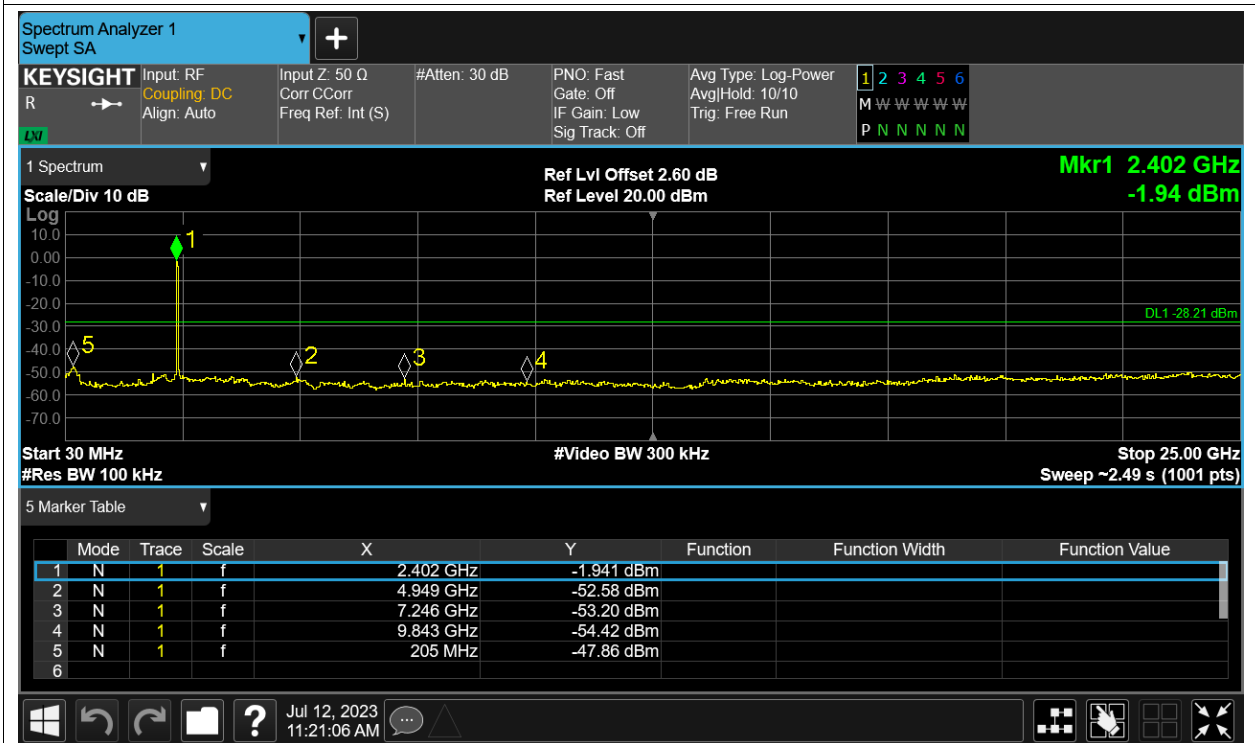 Spectrum Analyzer 1
Swept SA
KEYSIGHT
R
LXI
Input: RF
Coupling: DC
Align: Auto
Input Z: 50 Ω
Corr CCorr
Freq Ref: Int (S)
#Atten: 30 dB
PNO: Fast
Gate: Off
IF Gain: Low
Sig Track: Off
Avg Type: Log-Power
Avg|Hold: 10/10
Trig: Free Run
1 2 3 4 5 6
M W W W W W W
P N N N N N N
1 Spectrum
Scale/Div 10 dB
Ref Lvl Offset 2.60 dB
Ref Level 20.00 dBm
Mkr1 2.402 GHz
-1.94 dBm
Log
10.0
0.00
-10.0
-20.0
-30.0
-40.0
-50.0
-60.0
-70.0
1
5
2
3
4
DL1 -28.21 dBm
Start 30 MHz
#Res BW 100 kHz
#Video BW 300 kHz
Stop 25.00 GHz
Sweep ~2.49 s (1001 pts)
5 Marker Table
Mode Trace Scale X Y Function Function Width Function Value
1 N 1 f 2.402 GHz -1.941 dBm
2 N 1 f 4.949 GHz -52.58 dBm
3 N 1 f 7.246 GHz -53.20 dBm
4 N 1 f 9.843 GHz -54.42 dBm
5 N 1 f 205 MHz -47.86 dBm
6
?
Jul 12, 2023
11:21:06 AM